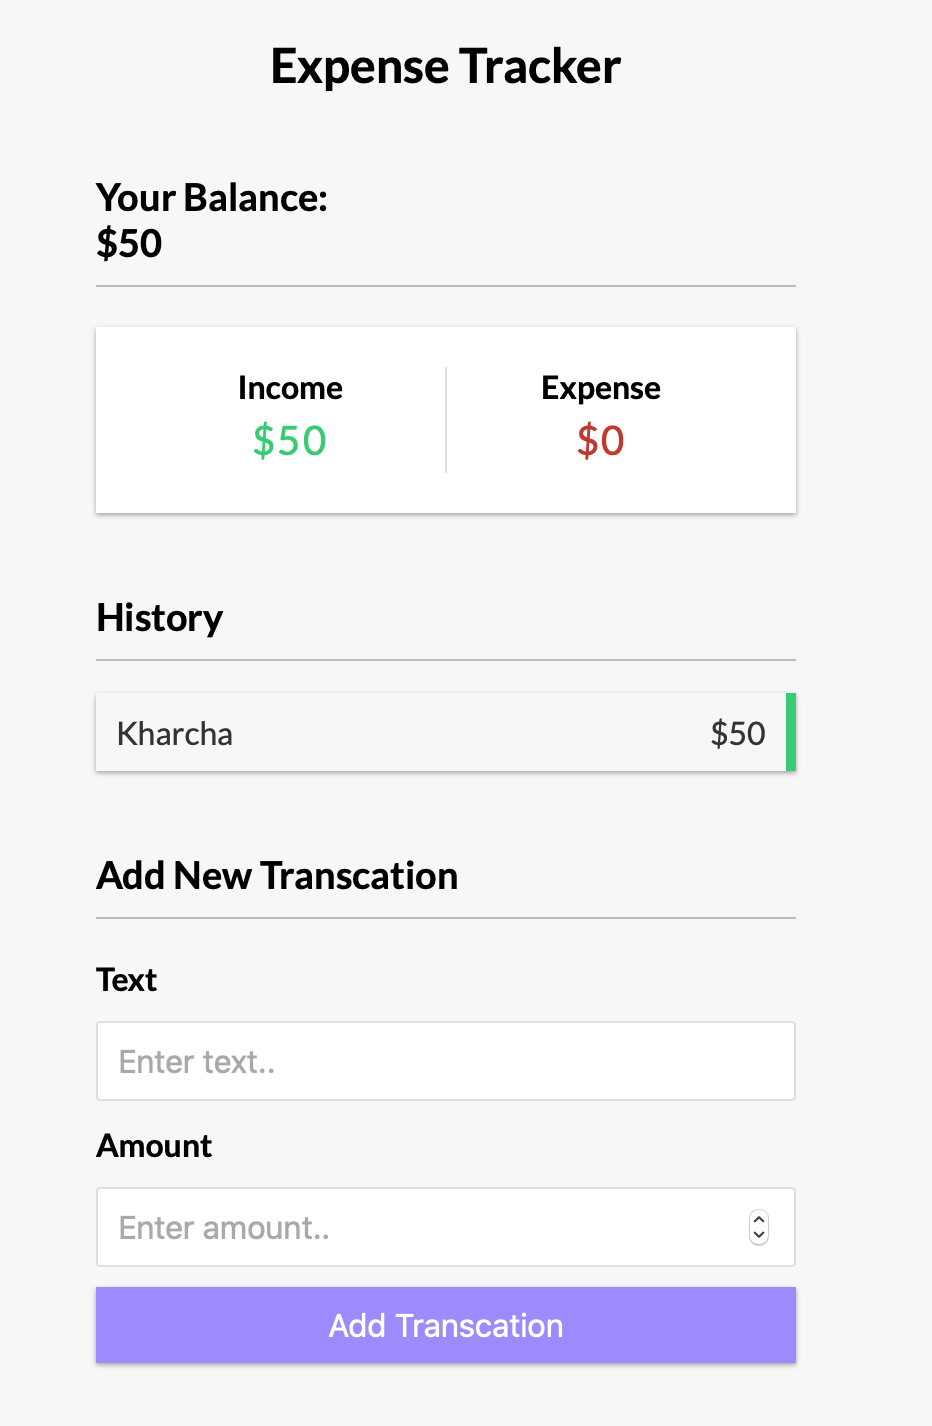 Expense Tracker
Your Balance:
$50
Income
Expense
$50
$0
History
Kharcha
$50
Add New Transcation
Text
Enter text..
Amount
Enter amount..
Add Transcation